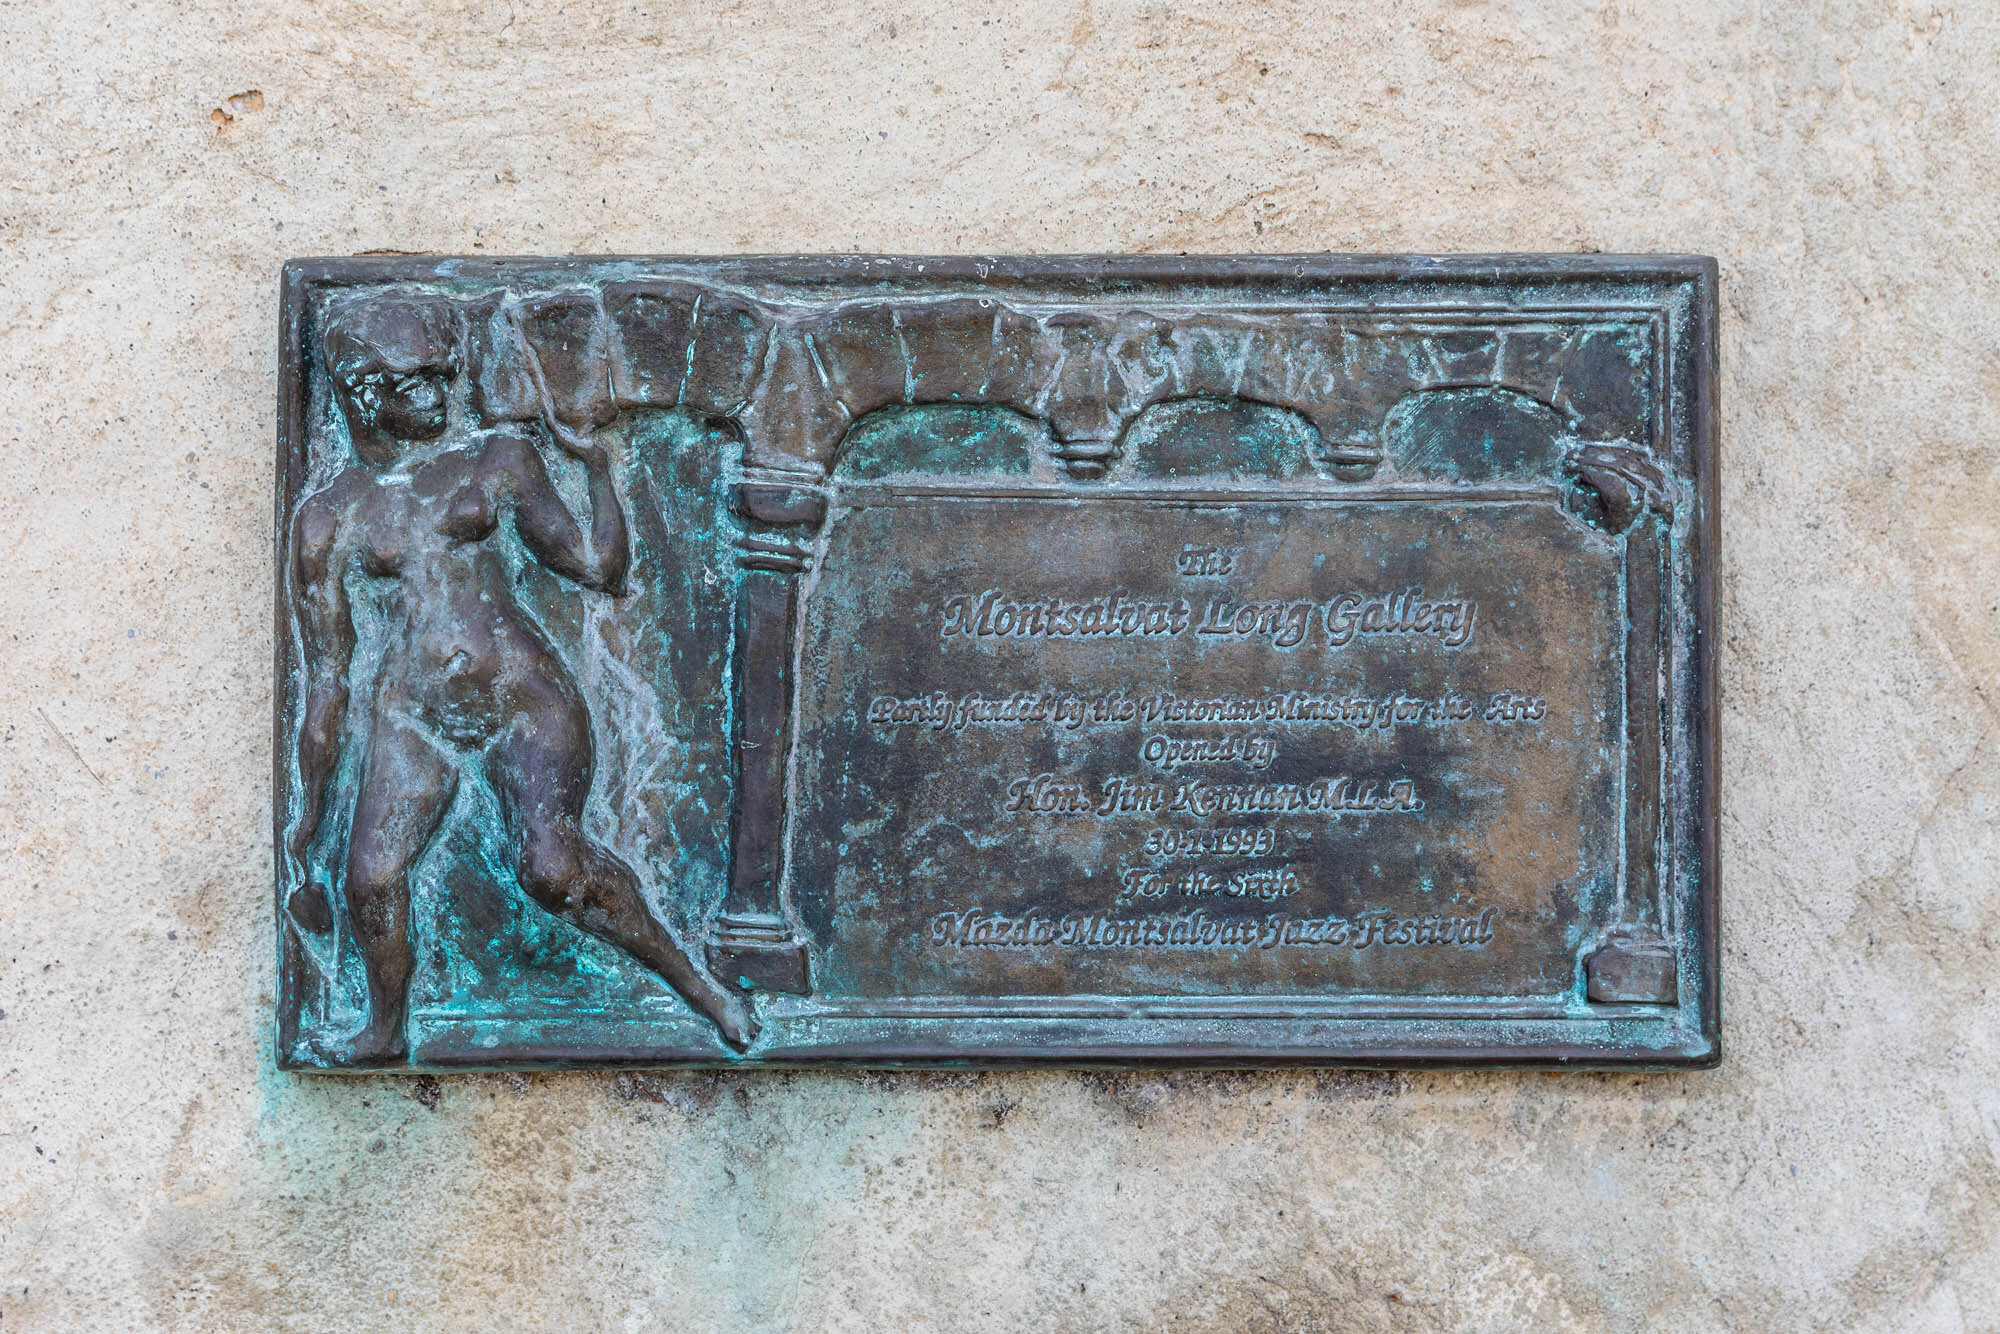 The
Montsalvat Long Gallery
Partly funded by the Victorian Ministry for the Arts
Opened by
Hon. Jim Kennan M.L.A.
30-1-1993
For the Sixth
Mazda Montsalvat Jazz Festival